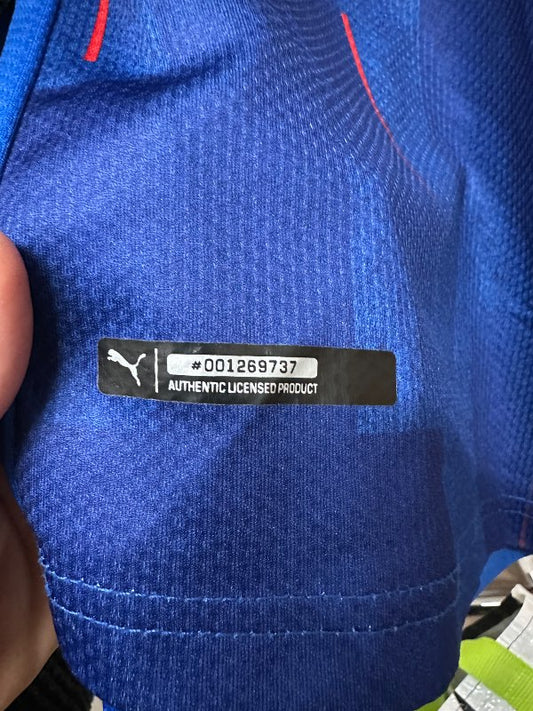 #001269737
AUTHENTIC LICENSED PRODUCT